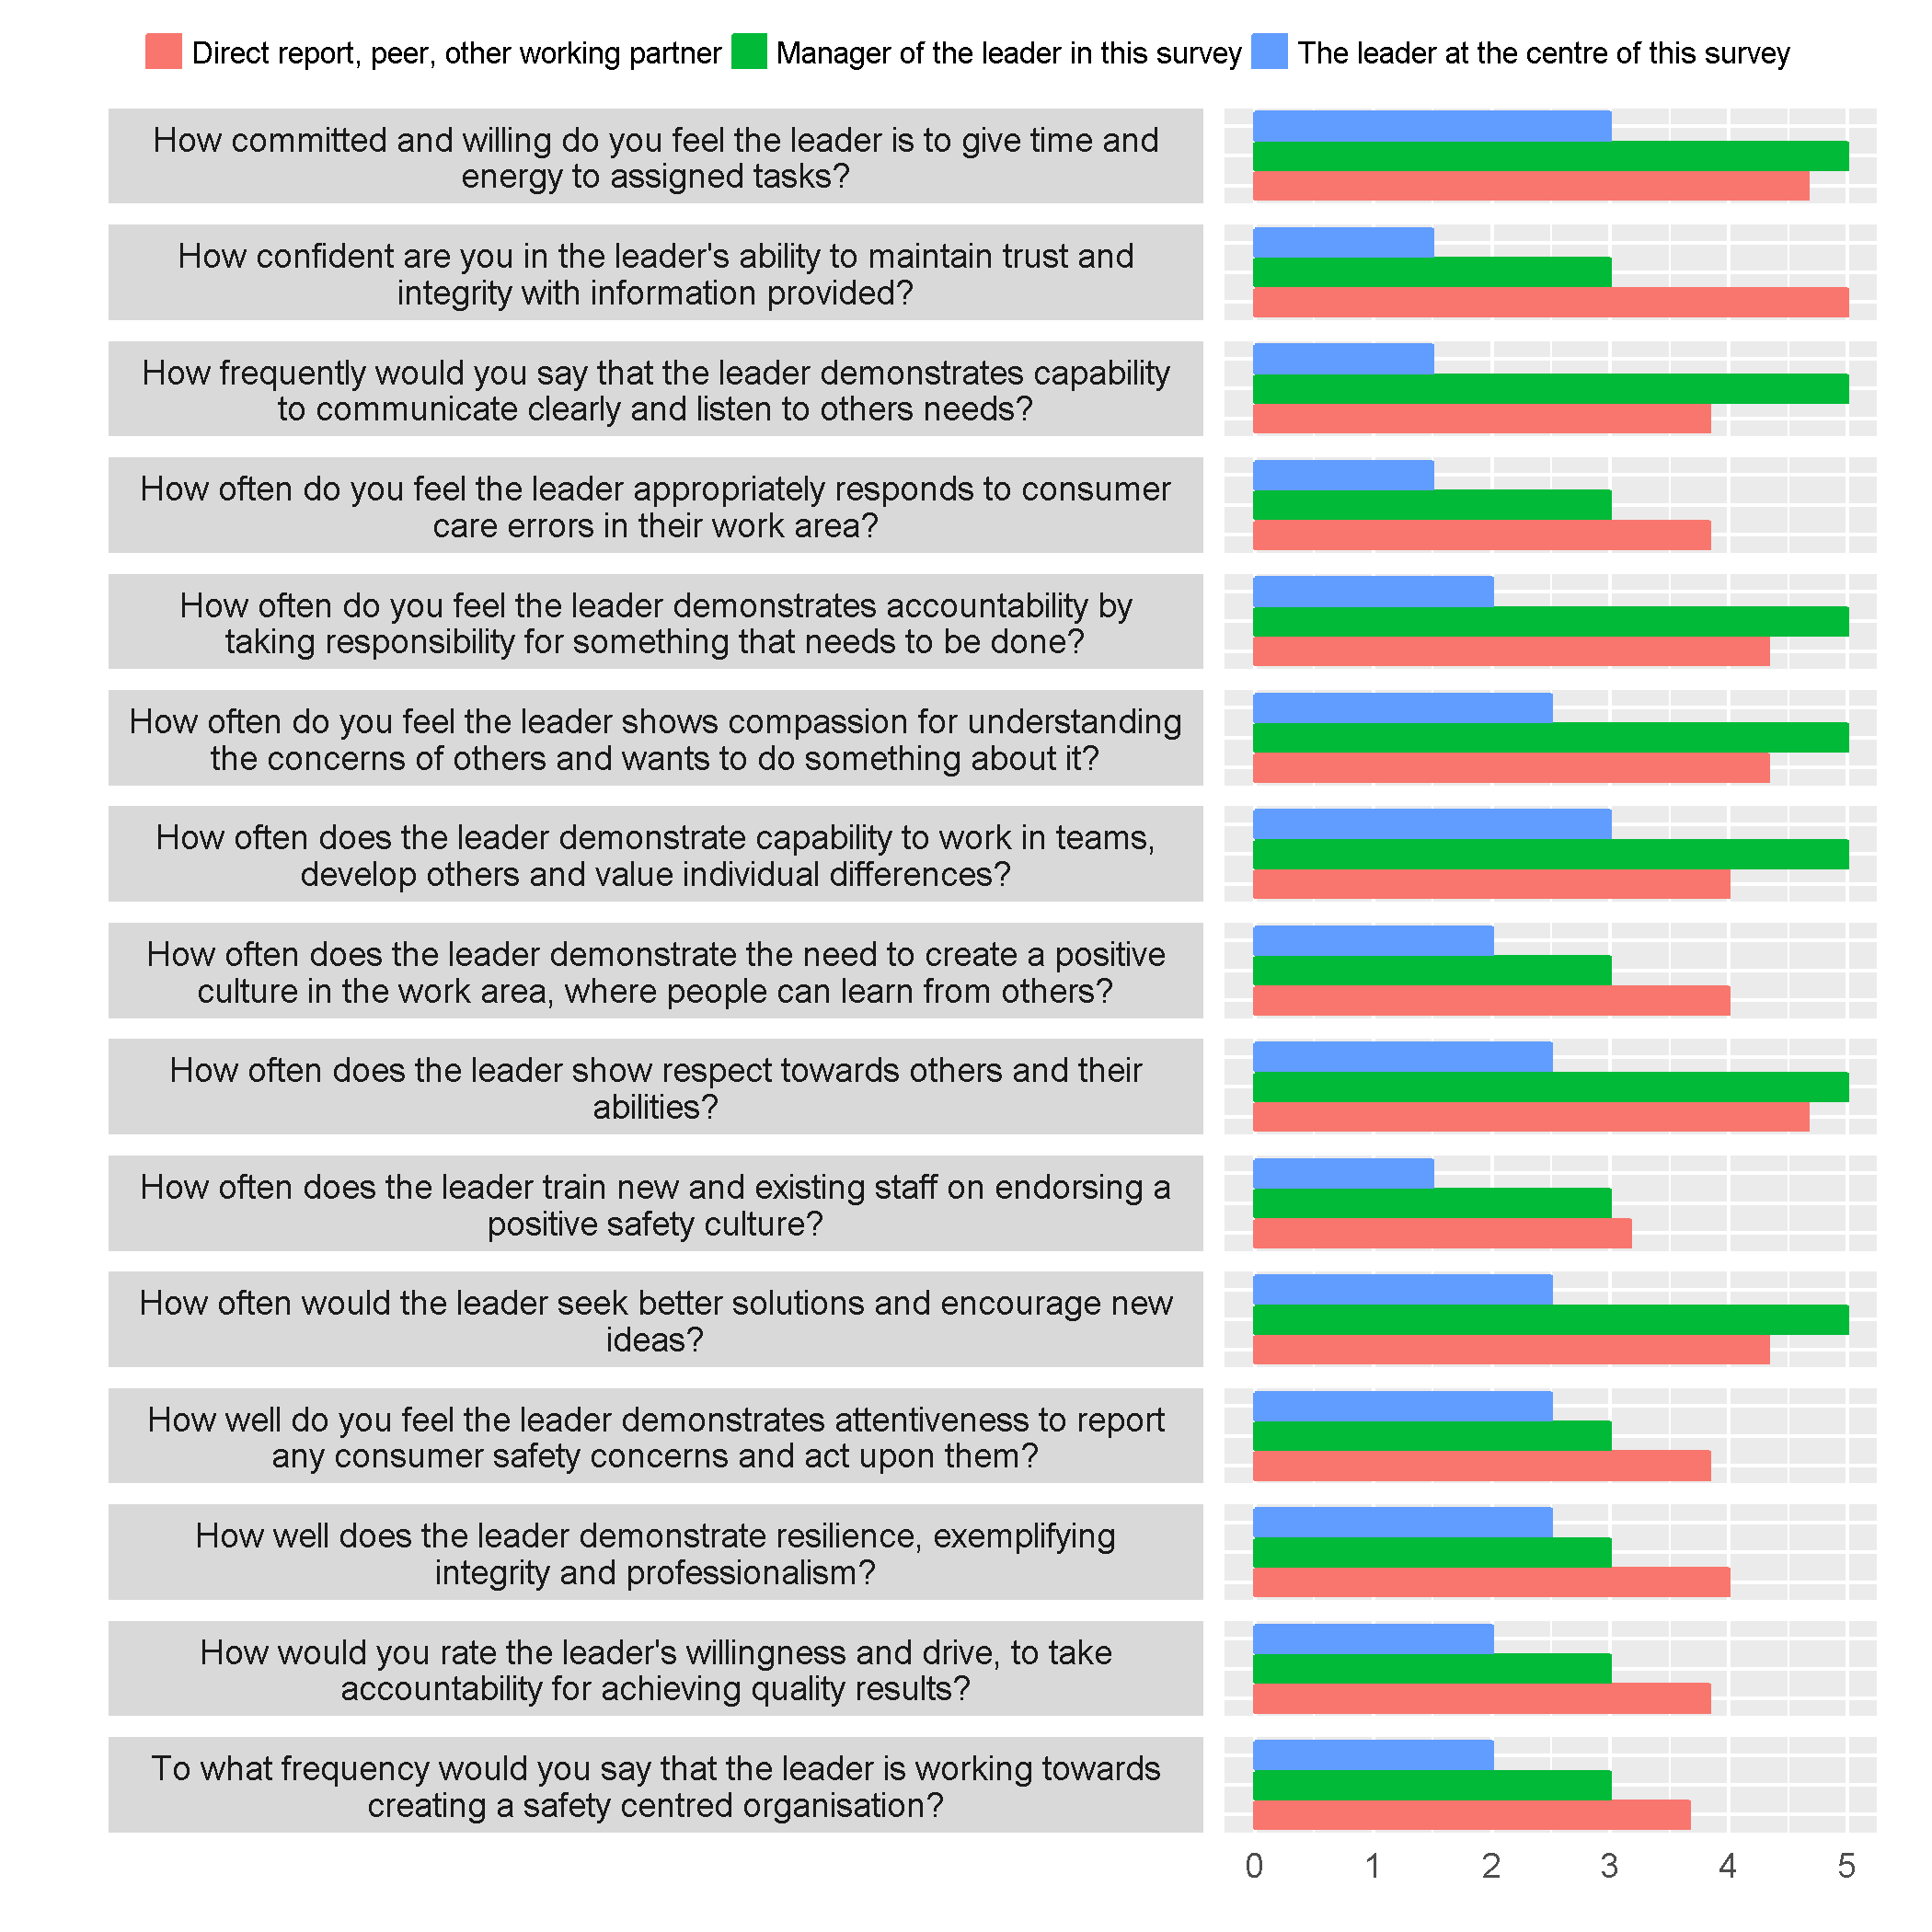 Direct report, peer, other working partner Manager of the leader in this survey The leader at the centre of this survey
How committed and willing do you feel the leader is to give time and
energy to assigned tasks?
How confident are you in the leader's ability to maintain trust and
integrity with information provided?
How frequently would you say that the leader demonstrates capability
to communicate clearly and listen to others needs?
How often do you feel the leader appropriately responds to consumer
care errors in their work area?
How often do you feel the leader demonstrates accountability by
taking responsibility for something that needs to be done?
How often do you feel the leader shows compassion for understanding
the concerns of others and wants to do something about it?
How often does the leader demonstrate capability to work in teams,
develop others and value individual differences?
How often does the leader demonstrate the need to create a positive
culture in the work area, where people can learn from others?
How often does the leader show respect towards others and their
abilities?
How often does the leader train new and existing staff on endorsing a
positive safety culture?
How often would the leader seek better solutions and encourage new
ideas?
How well do you feel the leader demonstrates attentiveness to report
any consumer safety concerns and act upon them?
How well does the leader demonstrate resilience, exemplifying
integrity and professionalism?
How would you rate the leader's willingness and drive, to take
accountability for achieving quality results?
To what frequency would you say that the leader is working towards
creating a safety centred organisation?
0 1 2 3 4 5